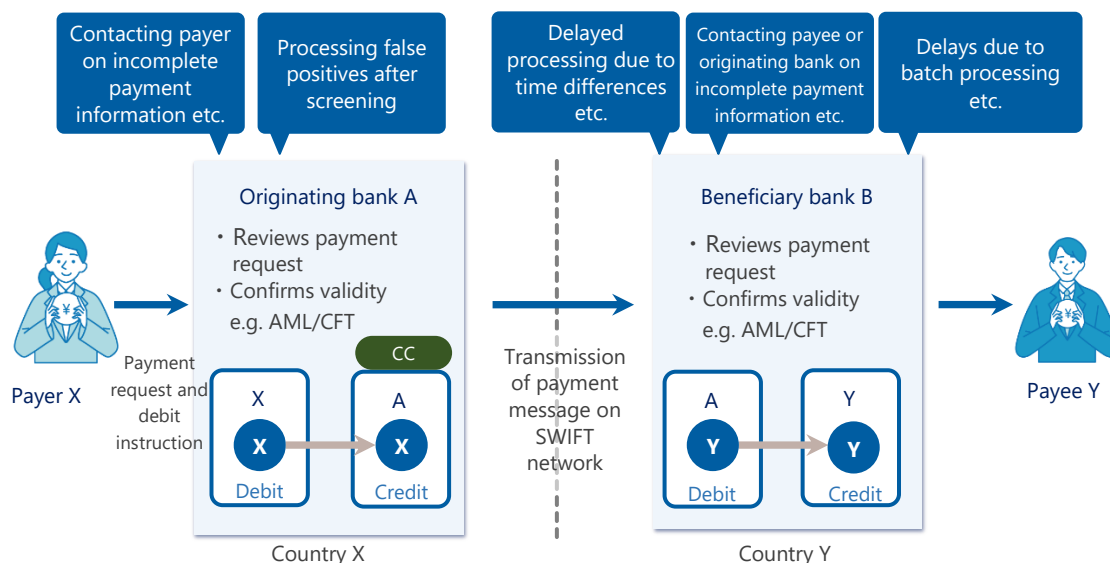 Contacting payer
on incomplete
payment
information etc.
Processing false
positives after
screening
Delayed
processing due to
time differences
etc.
Contacting payee or
originating bank on
incomplete payment
information etc.
Delays due to
batch processing
etc.
Originating bank A
・Reviews payment
request
・Confirms validity
e.g. AML/CFT
Beneficiary bank B
・Reviews payment
request
・Confirms validity
e.g. AML/CFT
¥
Payer X
Payment
request and
debit
instruction
CC
X
X
Debit
A
X
Credit
Transmission
of payment
message on
SWIFT
network
A
Y
Debit
Y
Y
Credit
¥
Payee Y
Country X
Country Y